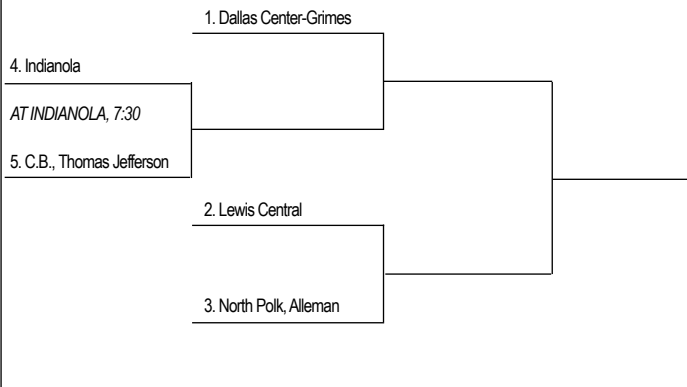 1. Dallas Center-Grimes
4. Indianola
AT INDIANOLA, 7:30
5. C.B., Thomas Jefferson
2. Lewis Central
3. North Polk, Alleman